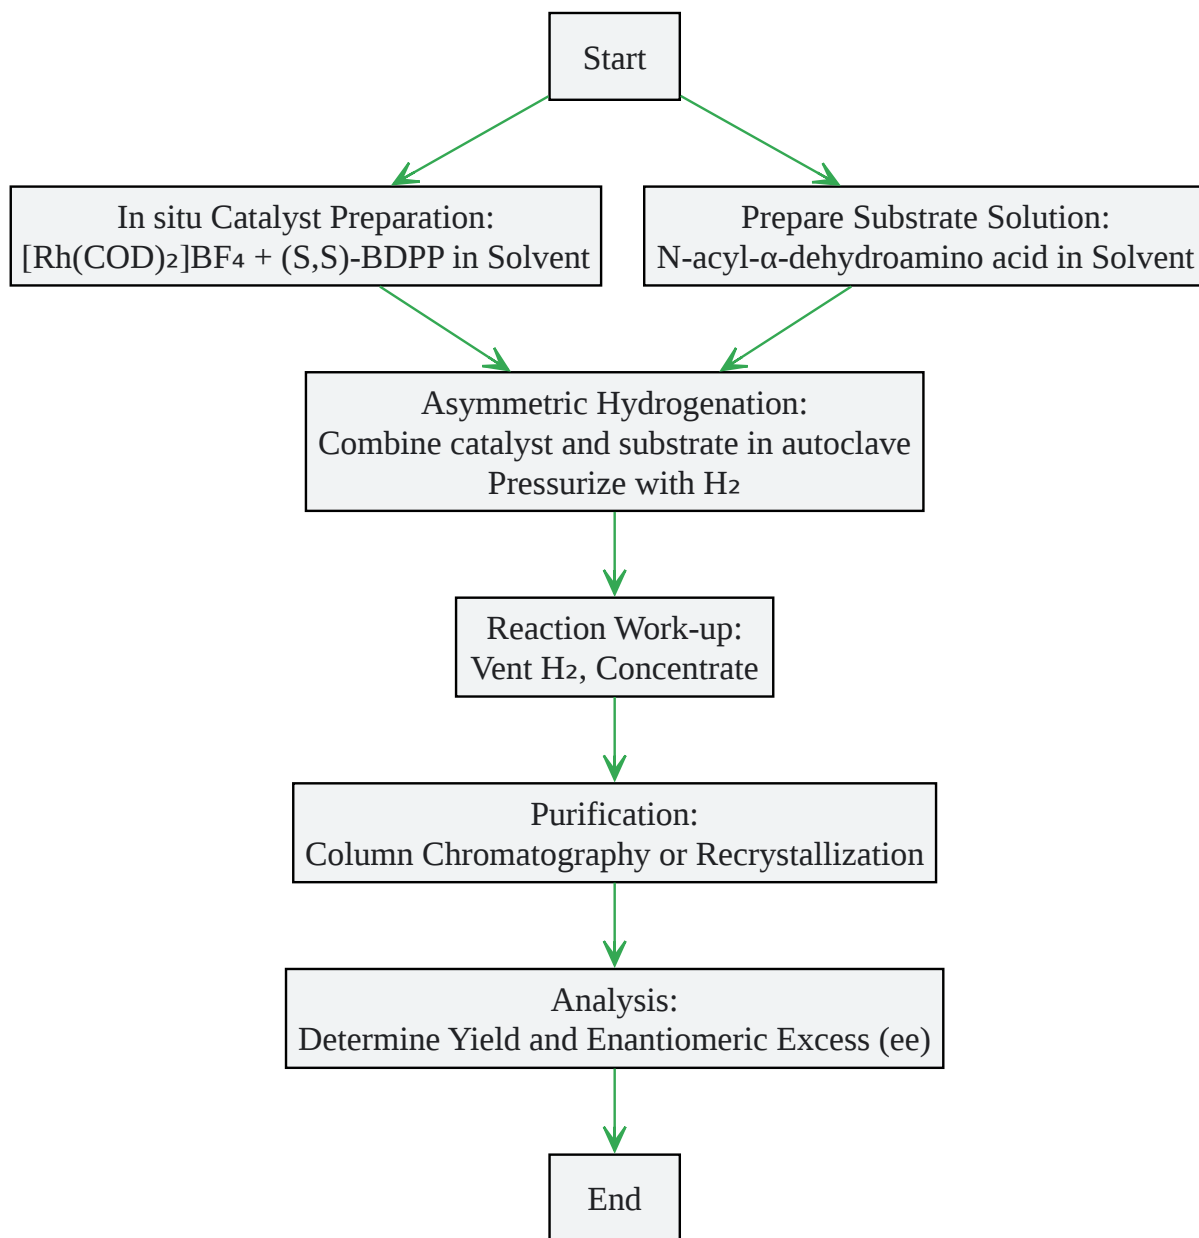 Start
In situ Catalyst Preparation:
[Rh(COD)₂]BF₄ + (S,S)-BDPP in Solvent
Prepare Substrate Solution:
N-acyl-α-dehydroamino acid in Solvent
Asymmetric Hydrogenation:
Combine catalyst and substrate in autoclave
Pressurize with H₂
Reaction Work-up:
Vent H₂, Concentrate
Purification:
Column Chromatography or Recrystallization
Analysis:
Determine Yield and Enantiomeric Excess (ee)
End